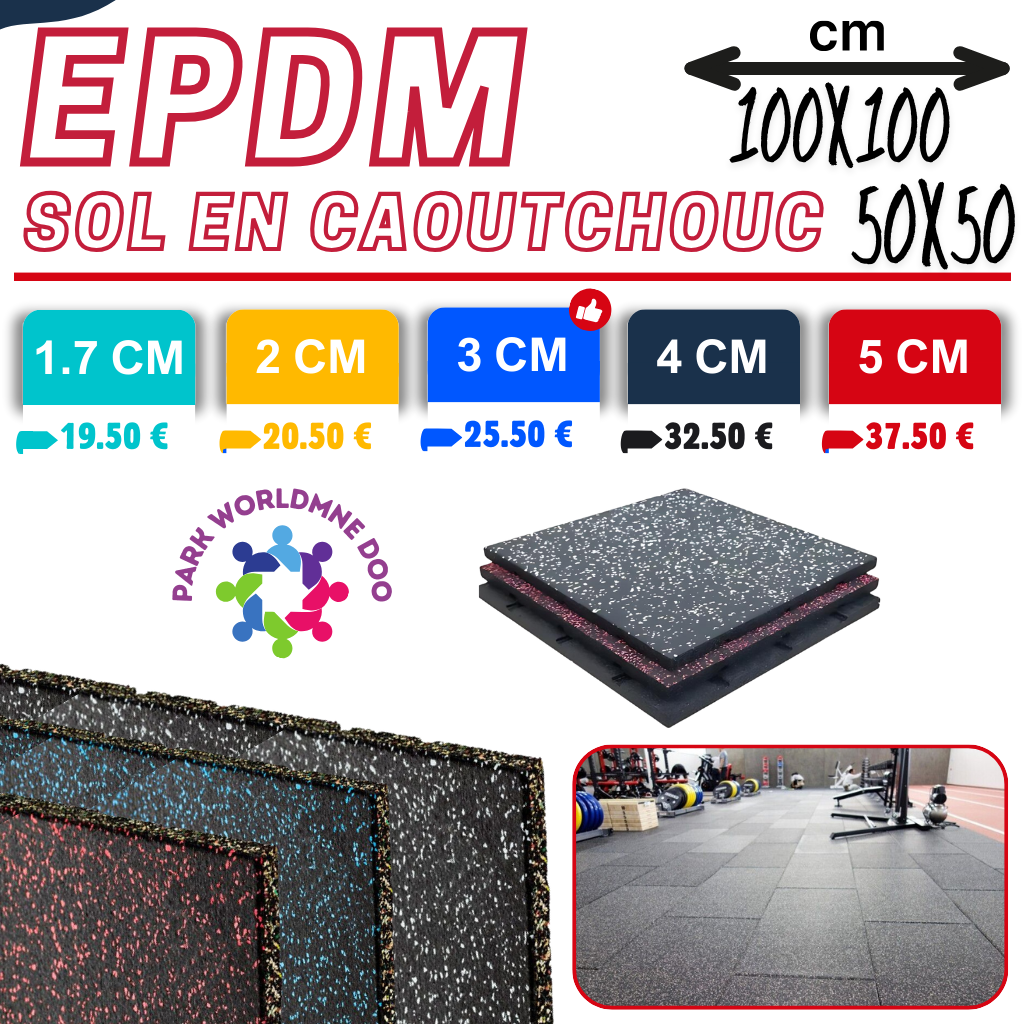 EPDM
cm
100X100
SOL EN CAOUTCHOUC
50X50
1.7 CM
2 CM
3 CM
4 CM
5 CM
19.50 €
20.50 €
25.50 €
32.50 €
37.50 €
PARK WORLDMNE DOO